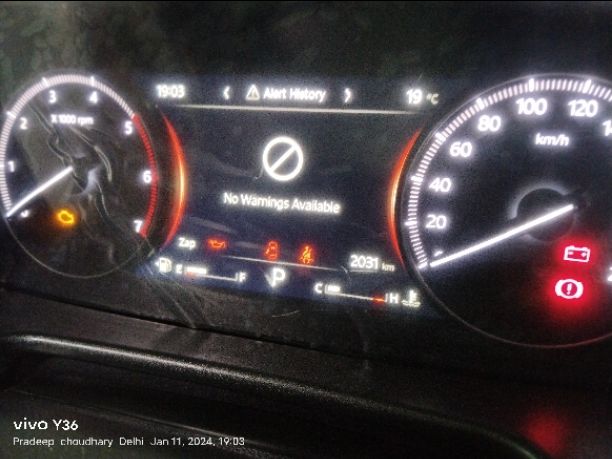 19:03 < Alert History > 19 °C
1 2 3 4 5 6 7
X 1000 rpm
20 40 60 80 100 120
km/h
No Warnings Available
Zap
2031 km
E F
P
C H
vivo Y36
Pradeep choudhary Delhi Jan 11, 2024, 19:03